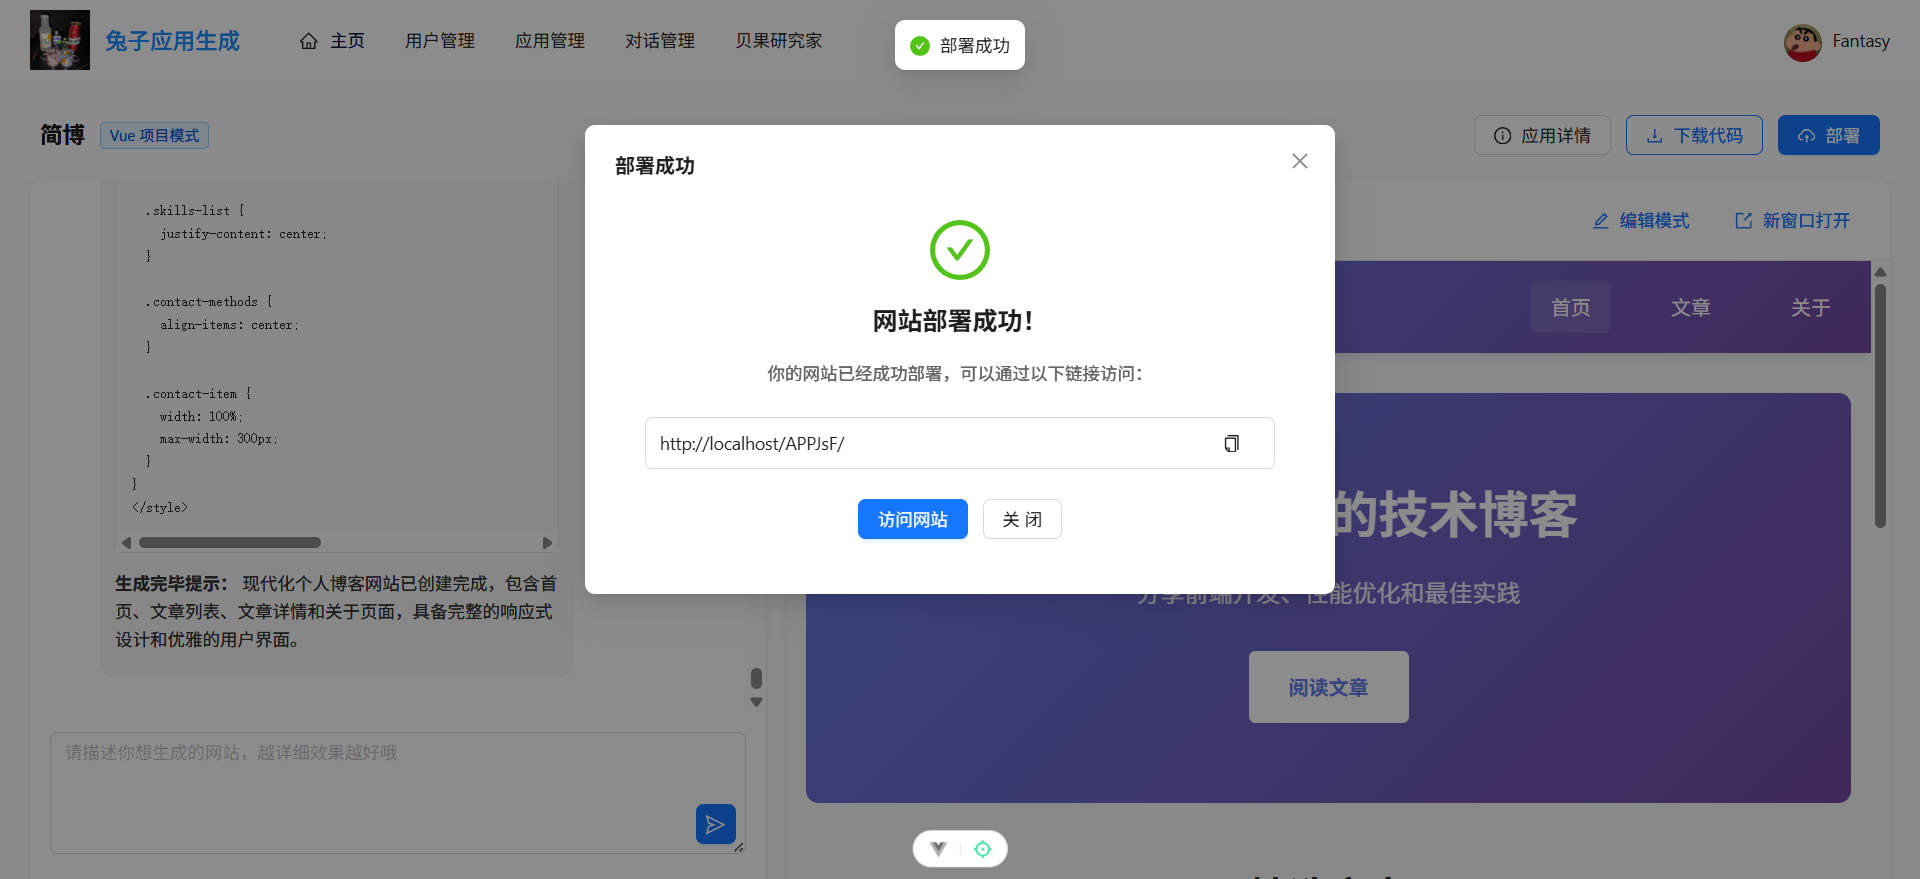 兔子应用生成
主页
用户管理
应用管理
对话管理
贝果研究家
部署成功
Fantasy
简博
Vue 项目模式
应用详情
下载代码
部署
.skills-list {
justify-content: center;
}
.contact-methods {
align-items: center;
}
.contact-item {
width: 100%;
max-width: 300px;
}
}
</style>
生成完毕提示： 现代化个人博客网站已创建完成，包含首
页、文章列表、文章详情和关于页面，具备完整的响应式
设计和优雅的用户界面。
请描述你想生成的网站，越详细效果越好哦
部署成功
网站部署成功！
你的网站已经成功部署，可以通过以下链接访问：
http://localhost/APPJsF/
访问网站
关 闭
编辑模式
新窗口打开
首页
文章
关于
的技术博客
分享前端开发、性能优化和最佳实践
阅读文章